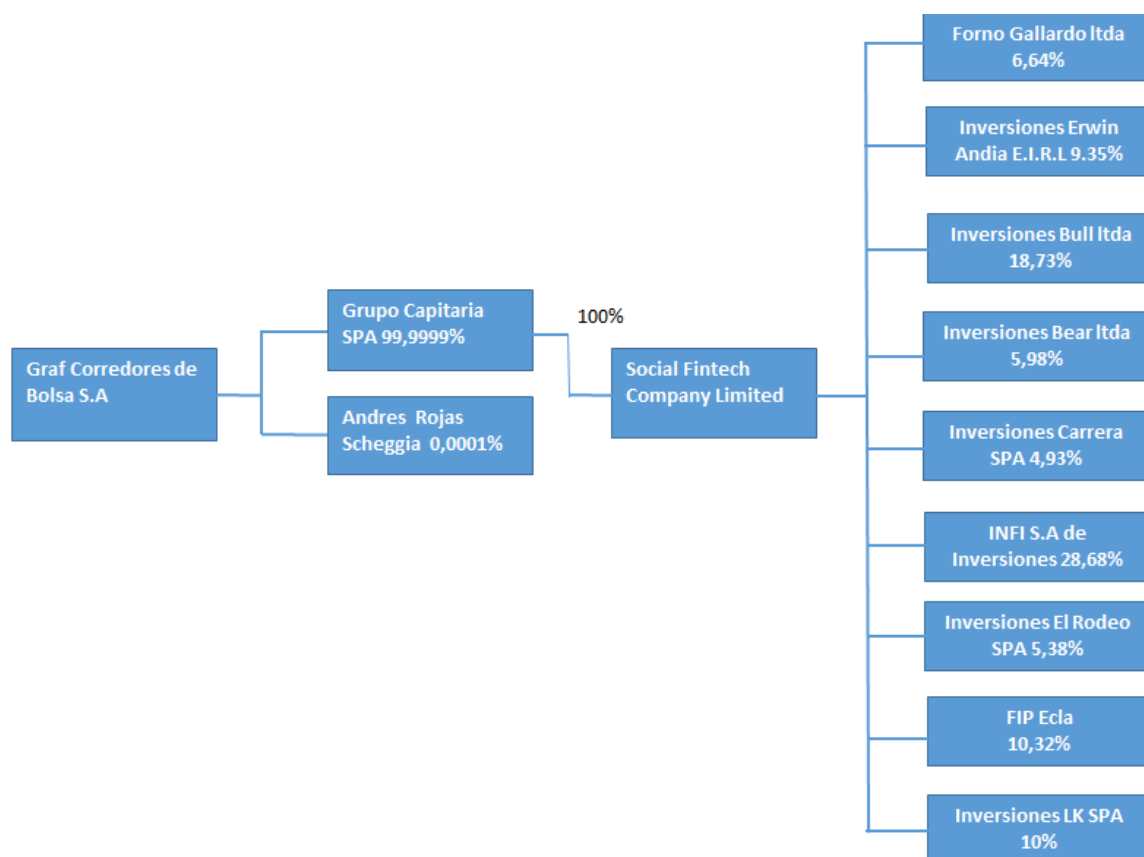 Graf Corredores de
Bolsa S.A
Grupo Capitaria
SPA 99,9999%
Andres Rojas
Scheggia 0,0001%
100%
Social Fintech
Company Limited
Forno Gallardo ltda
6,64%
Inversiones Erwin
Andia E.I.R.L 9.35%
Inversiones Bull ltda
18,73%
Inversiones Bear ltda
5,98%
Inversiones Carrera
SPA 4,93%
INFI S.A de
Inversiones 28,68%
Inversiones El Rodeo
SPA 5,38%
FIP Ecla
10,32%
Inversiones LK SPA
10%